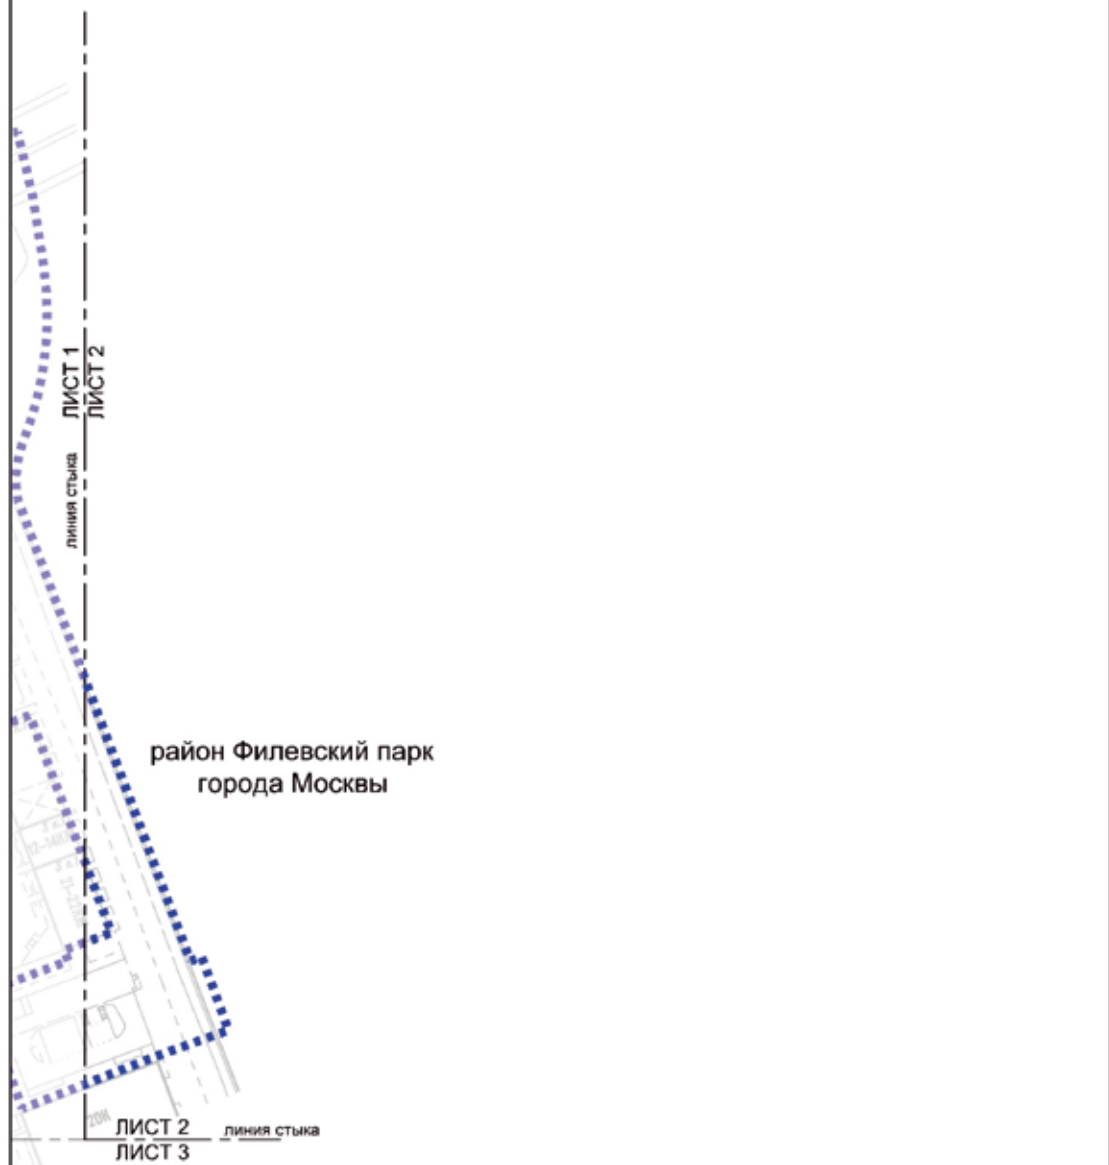 ЛИСТ 1
ЛИСТ 2
линия стыка
район Филевский парк
города Москвы
ЛИСТ 2
линия стыка
ЛИСТ 3